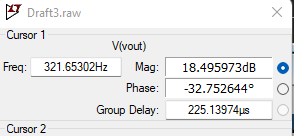 Draft3.raw
Cursor 1
V(vout)
Freq: 321.65302Hz Mag: 18.495973dB
Phase: -32.752644°
Group Delay: 225.13974µs
Cursor 2